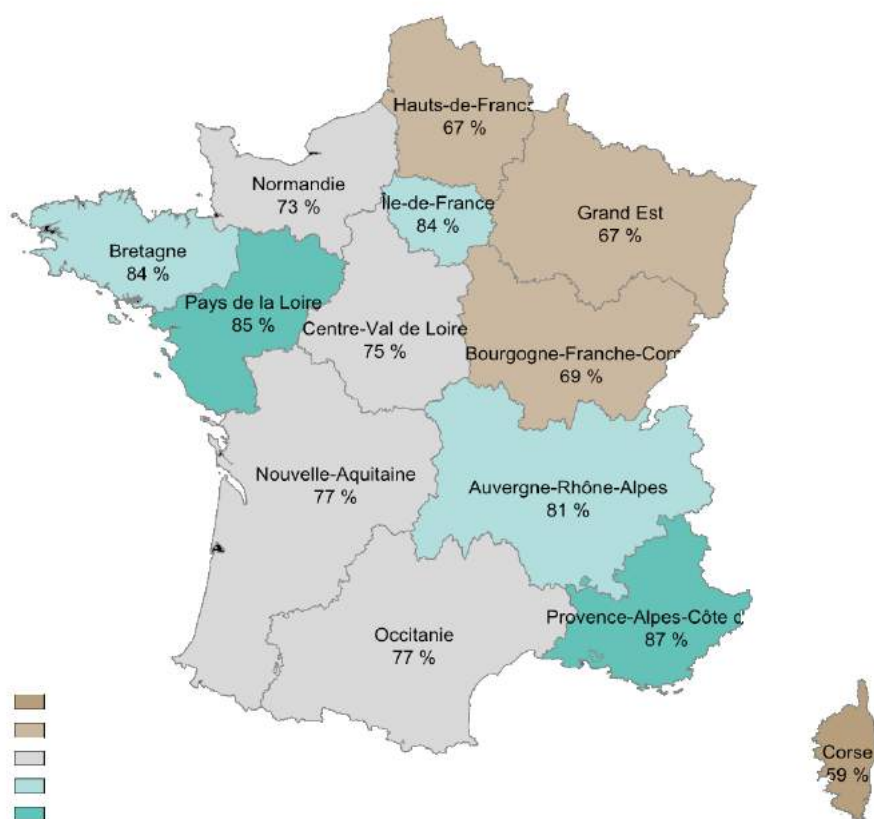 Hauts-de-France
67 %
Normandie
73 %
Île-de-France
84 %
Grand Est
67 %
Bretagne
84 %
Pays de la Loire
85 %
Centre-Val de Loire
75 %
Bourgogne-Franche-Com
69 %
Nouvelle-Aquitaine
77 %
Auvergne-Rhône-Alpes
81 %
Occitanie
77 %
Provence-Alpes-Côte d
87 %
Corse
59 %